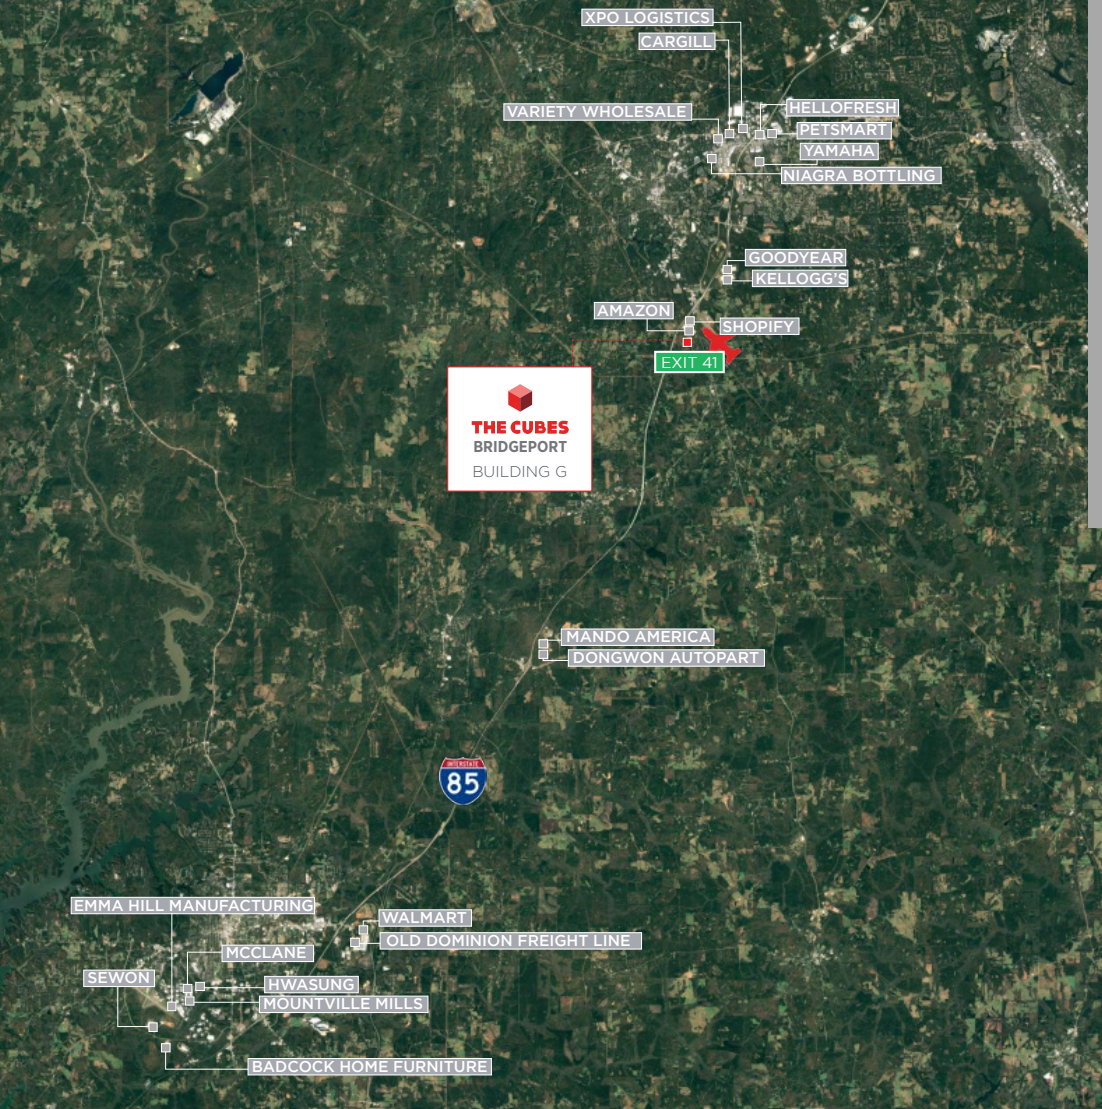 XPO LOGISTICS
CARGILL
VARIETY WHOLESALE
HELLOFRESH
PETSMART
YAMAHA
NIAGRA BOTTLING
GOODYEAR
KELLOGG'S
AMAZON
SHOPIFY
EXIT 41
THE CUBES
BRIDGEPORT
BUILDING G
MANDO AMERICA
DONGWON AUTOPART
INTERSTATE
85
EMMA HILL MANUFACTURING
WALMART
OLD DOMINION FREIGHT LINE
MCCLANE
SEWON
HWASUNG
MOUNTVILLE MILLS
BADCOCK HOME FURNITURE